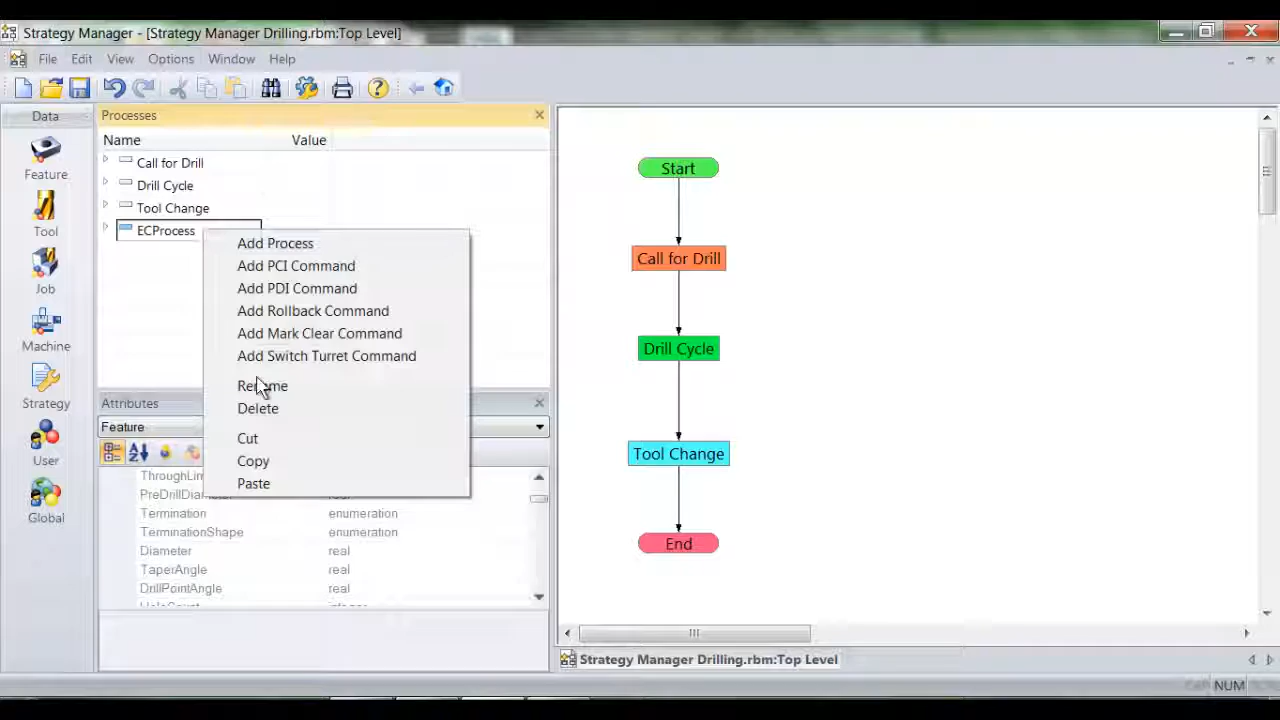 Strategy Manager - [Strategy Manager Drilling.rbm:Top Level]
File Edit View Options Window Help
Data
Feature
Tool
Job
Machine
Strategy
User
Global
Processes
Name Value
Call for Drill
Drill Cycle
Tool Change
ECProcess
Add Process
Add PCI Command
Add PDI Command
Add Rollback Command
Add Mark Clear Command
Add Switch Turret Command
Rename
Delete
Cut
Copy
Paste
Attributes
Feature
Termination enumeration
TerminationShape enumeration
Diameter real
TaperAngle real
DrillPointAngle real
Start
Call for Drill
Drill Cycle
Tool Change
End
Strategy Manager Drilling.rbm:Top Level
NUM